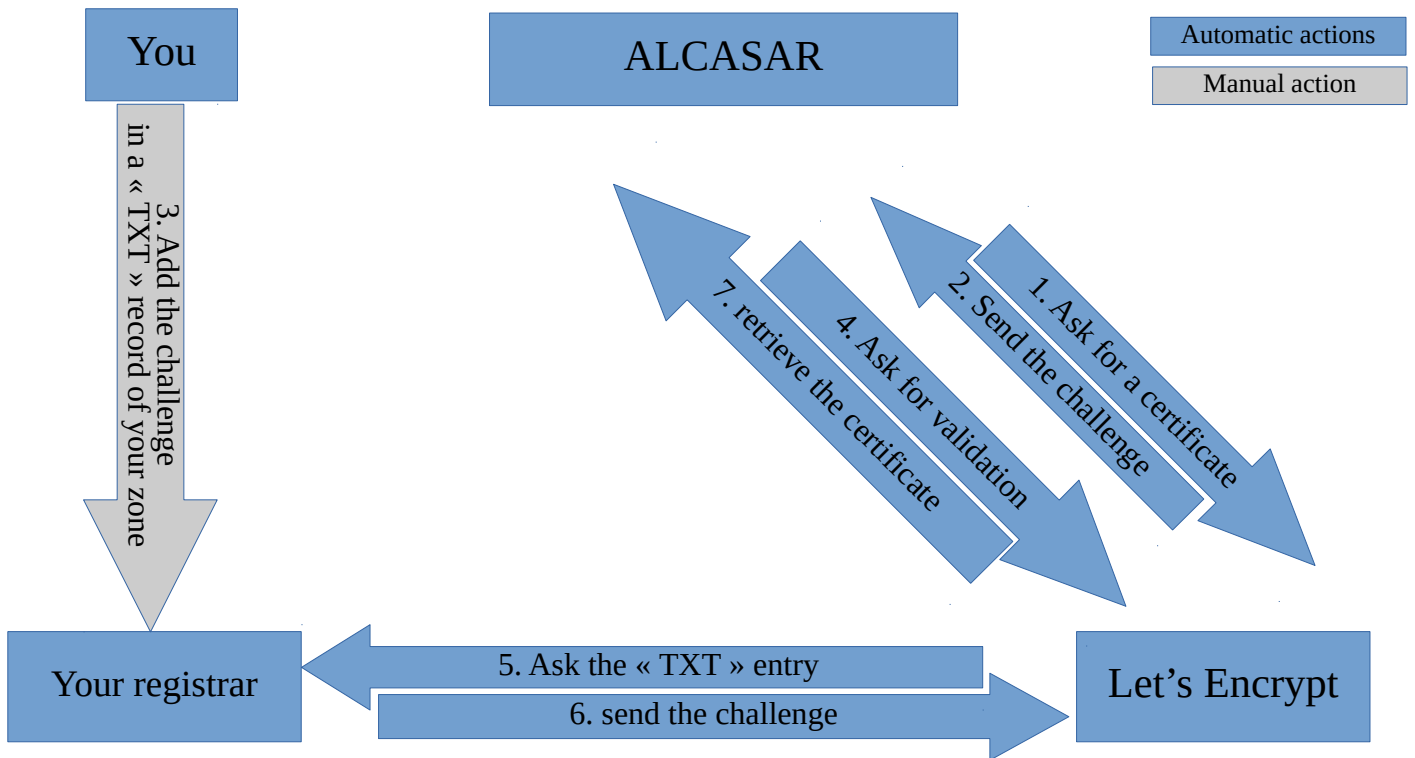 You
ALCASAR
Automatic actions
Manual action
3. Add the challenge
in a « TXT » record of your zone
1. Ask for a certificate
2. Send the challenge
4. Ask for validation
7. retrieve the certificate
Your registrar
5. Ask the « TXT » entry
6. send the challenge
Let’s Encrypt